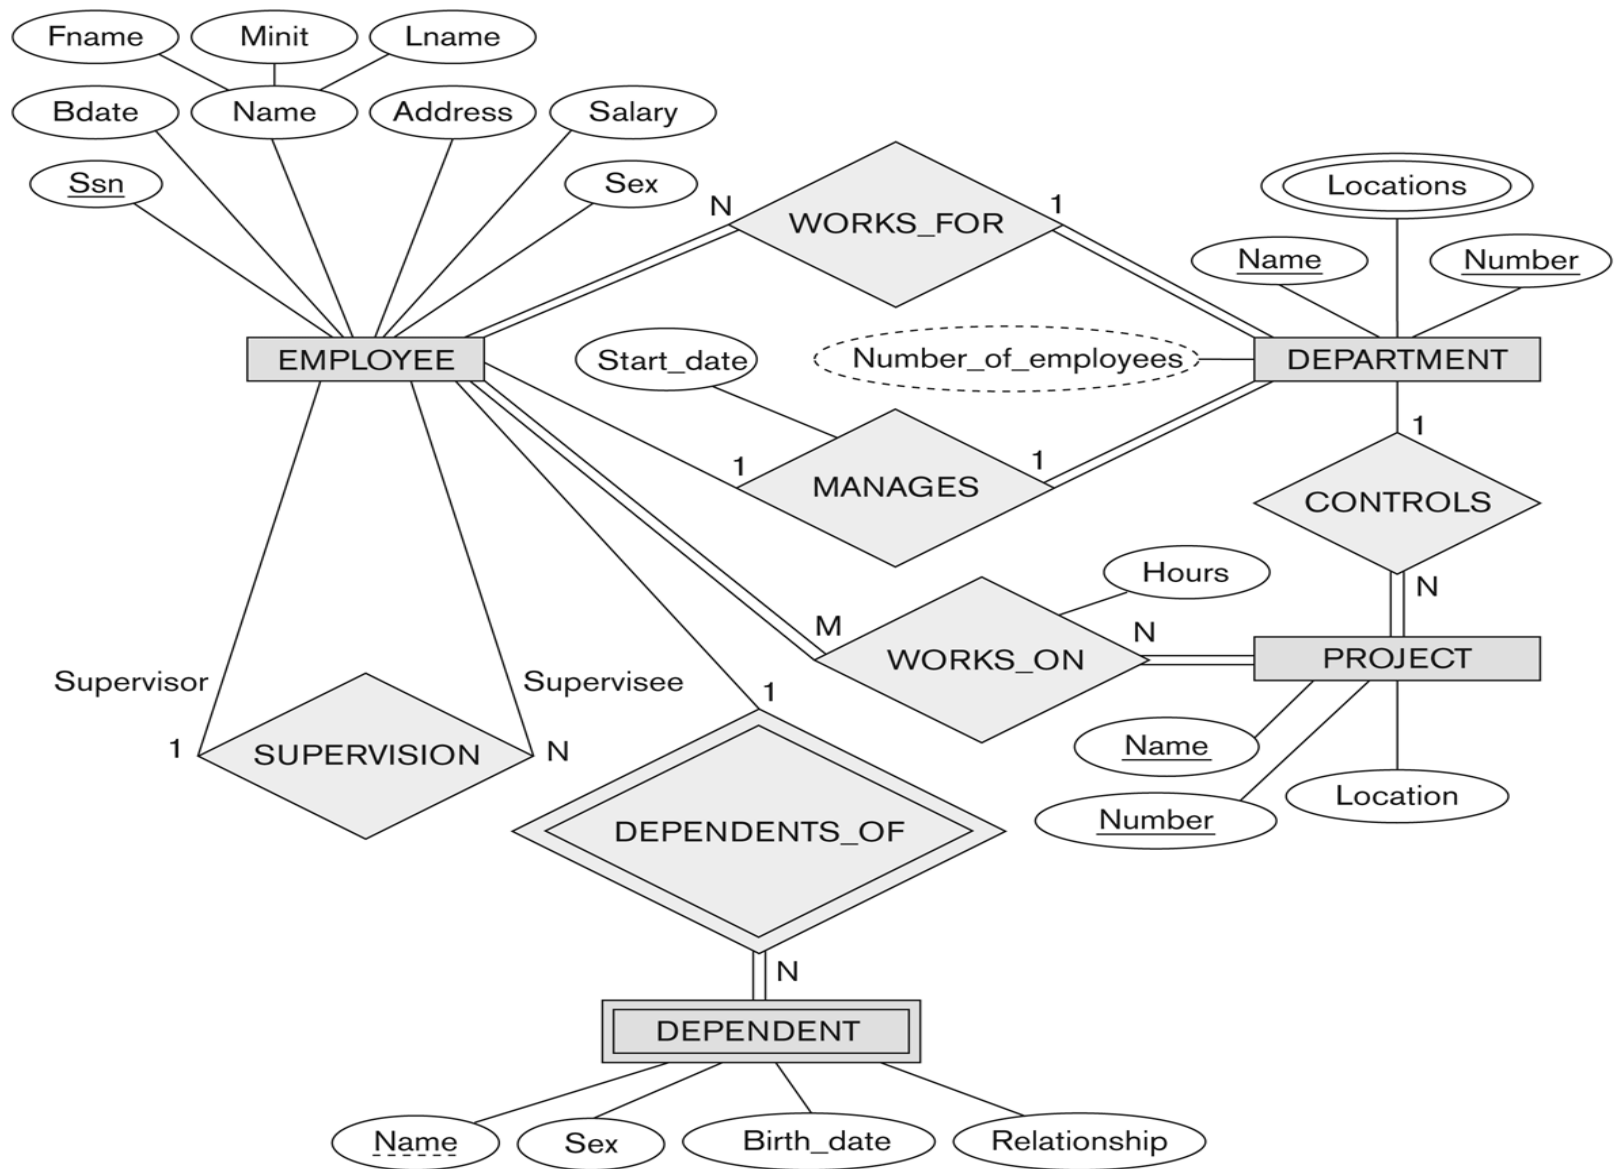 Fname
Minit
Lname
Bdate
Name
Address
Salary
Ssn
Sex
N
WORKS_FOR
1
Locations
Name
Number
EMPLOYEE
Start_date
Number_of_employees
DEPARTMENT
1
MANAGES
1
1
CONTROLS
N
Hours
M
WORKS_ON
N
PROJECT
Supervisor
Supervisee
1
SUPERVISION
N
1
Name
Number
Location
DEPENDENTS_OF
N
DEPENDENT
Name
Sex
Birth_date
Relationship